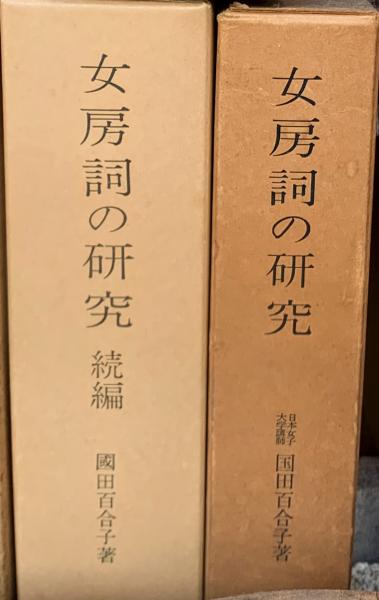 女房詞の研究
日本女子
大学講師
国田百合子著
女房詞の研究
続編
國田百合子著